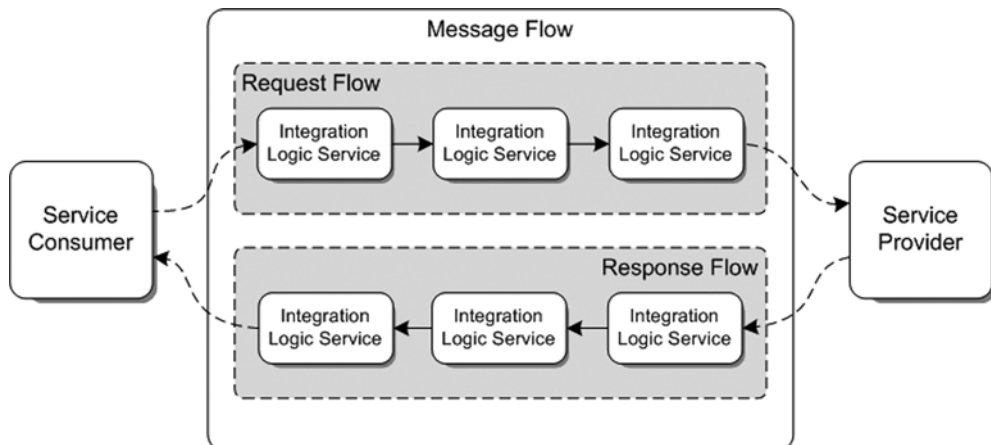 Message Flow
Request Flow
Integration
Logic Service
Integration
Logic Service
Integration
Logic Service
Service
Consumer
Service
Provider
Response Flow
Integration
Logic Service
Integration
Logic Service
Integration
Logic Service